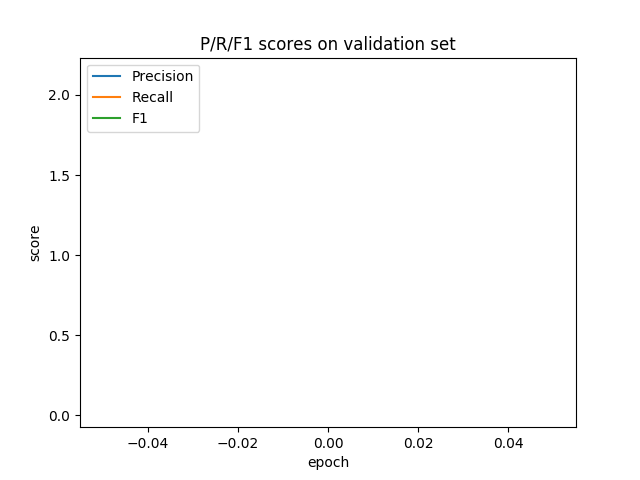 P/R/F1 scores on validation set
Precision
Recall
F1
2.0
1.5
1.0
0.5
0.0
score
−0.04 −0.02 0.00 0.02 0.04
epoch